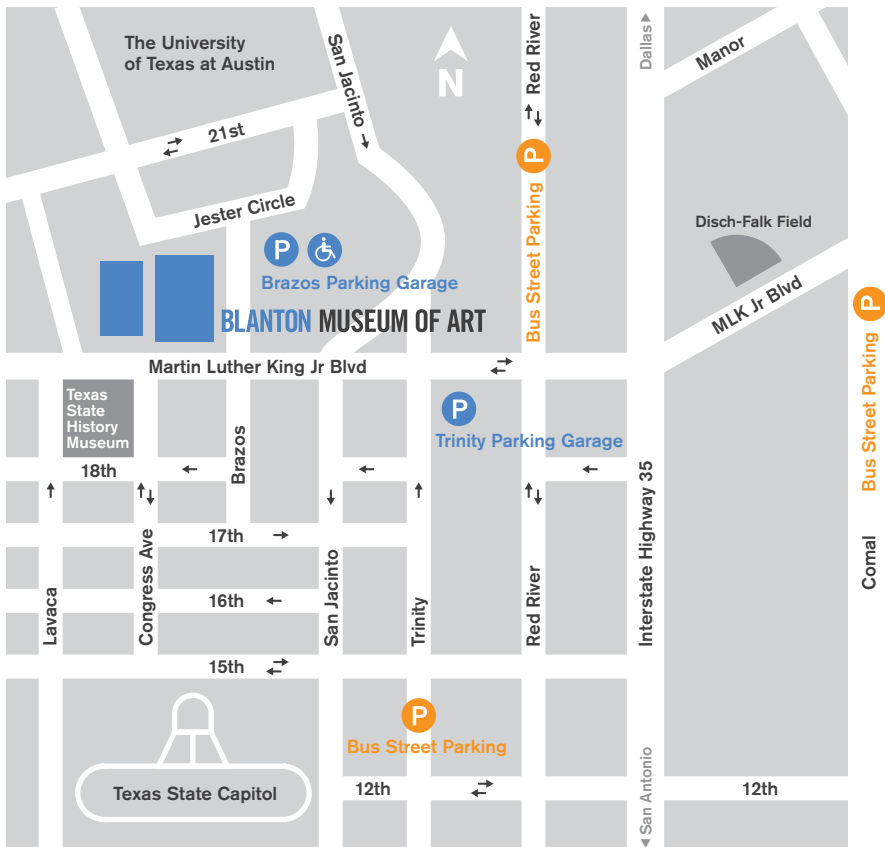 The University
of Texas at Austin
San Jacinto
N
Red River
Dallas
Manor
21st
P
Jester Circle
Disch-Falk Field
P
Brazos Parking Garage
Bus Street Parking
P
MLK Jr Blvd
BLANTON MUSEUM OF ART
Martin Luther King Jr Blvd
Texas
State
History
Museum
P
Trinity Parking Garage
Bus Street Parking
18th
Brazos
Interstate Highway 35
17th
Comal
Lavaca
Congress Ave
16th
San Jacinto
Trinity
Red River
15th
P
Bus Street Parking
Texas State Capitol
12th
San Antonio
12th